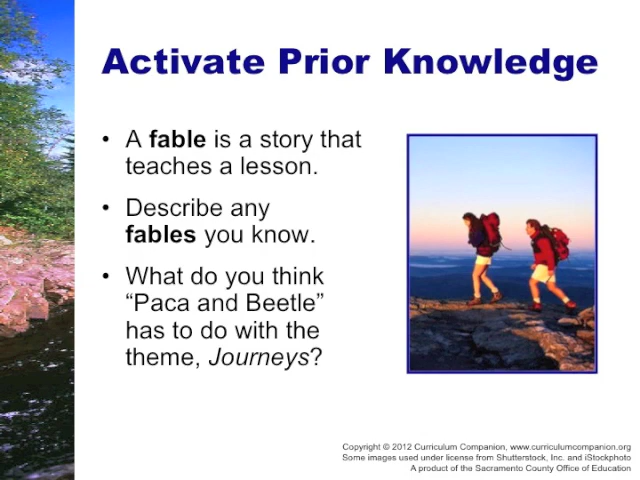 Activate Prior Knowledge
• A fable is a story that
teaches a lesson.
• Describe any
fables you know.
• What do you think
“Paca and Beetle”
has to do with the
theme, Journeys?
Copyright © 2012 Curriculum Companion, www.curriculumcompanion.org
Some images used under license from Shutterstock, Inc. and iStockphoto
A product of the Sacramento County Office of Education